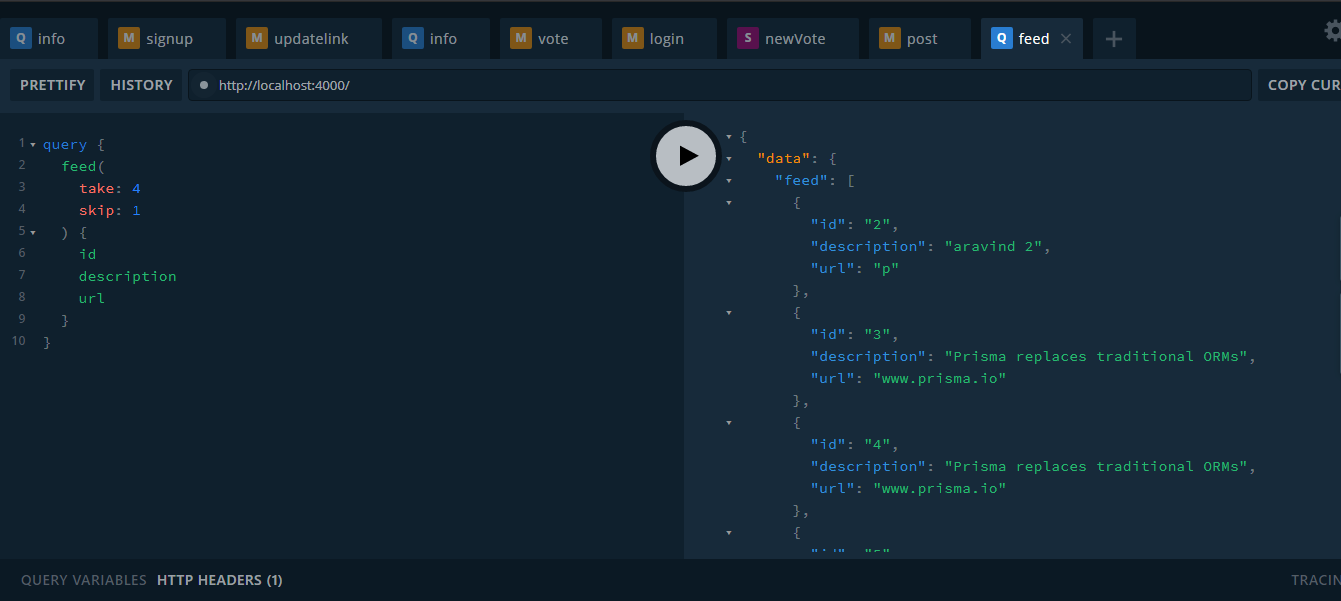 Q info M signup M updatelink Q info M vote M login S newVote M post Q feed
PRETTIFY HISTORY http://localhost:4000/ COPY CUR
1 query {
2 feed(
3 take: 4
4 skip: 1
5 ) {
6 id
7 description
8 url
9 }
10 }
{
"data": {
"feed": [
{
"id": "2",
"description": "aravind 2",
"url": "p"
},
{
"id": "3",
"description": "Prisma replaces traditional ORMs",
"url": "www.prisma.io"
},
{
"id": "4",
"description": "Prisma replaces traditional ORMs",
"url": "www.prisma.io"
},
{
"id": "5",
QUERY VARIABLES HTTP HEADERS (1) TRACIN